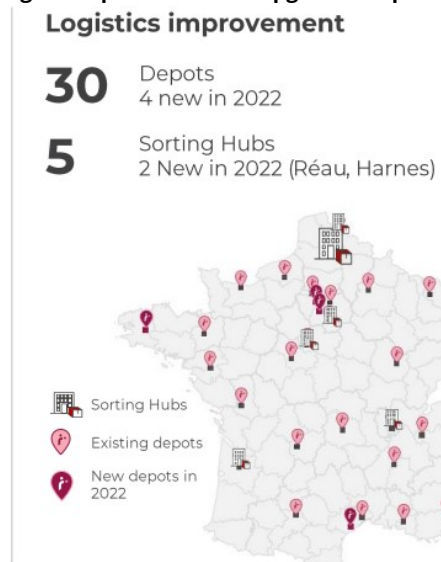 Logistics improvement
30
Depots
4 new in 2022
5
Sorting Hubs
2 New in 2022 (Réau, Harnes)
Sorting Hubs
Existing depots
New depots in
2022